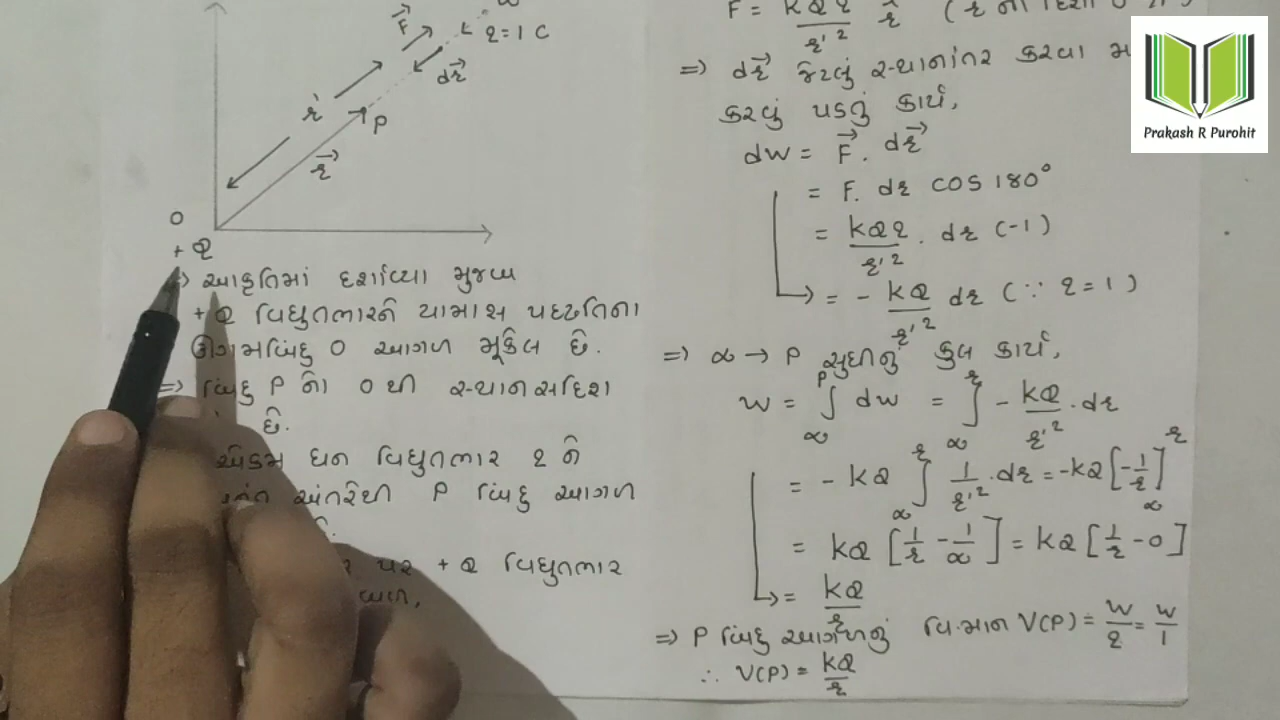 F⃗
q = 1 C
dr⃗
r'
P
r⃗
O
+ Q
⇒ આકૃતિમાં દર્શાવ્યા મુજબ
+ Q વિદ્યુતભારને યામાક્ષ પદ્ધતિના
ઊગમબિંદુ O આગળ મૂકેલ છે.
⇒ બિંદુ P નો O થી સ્થાનસદિશ
છે.
એકમ ધન વિદ્યુતભાર q ને
અંતરેથી P બિંદુ આગળ
પર + Q વિદ્યુતભાર
F = kQq / r'² r̂
⇒ dr⃗ જેટલું સ્થાનાંતર કરવા
કરવું પડતું કાર્ય,
dW = F⃗ . dr⃗
= F. dr cos 180°
= kQq / r'² . dr (-1)
= - kQ / r'² dr (∵ q = 1)
⇒ ∞ → P સુધીનું કુલ કાર્ય,
W = ∫_∞^P dW = ∫_∞^r - kQ / r'² . dr
= - kQ ∫_∞^r 1 / r'² . dr = -kQ [-1/r]_∞^r
= kQ [1/r - 1/∞] = kQ [1/r - 0]
= kQ / r
⇒ P બિંદુ આગળનું વિ.માન V(P) = W/q = W/1
∴ V(P) = kQ / r
Prakash R Purohit